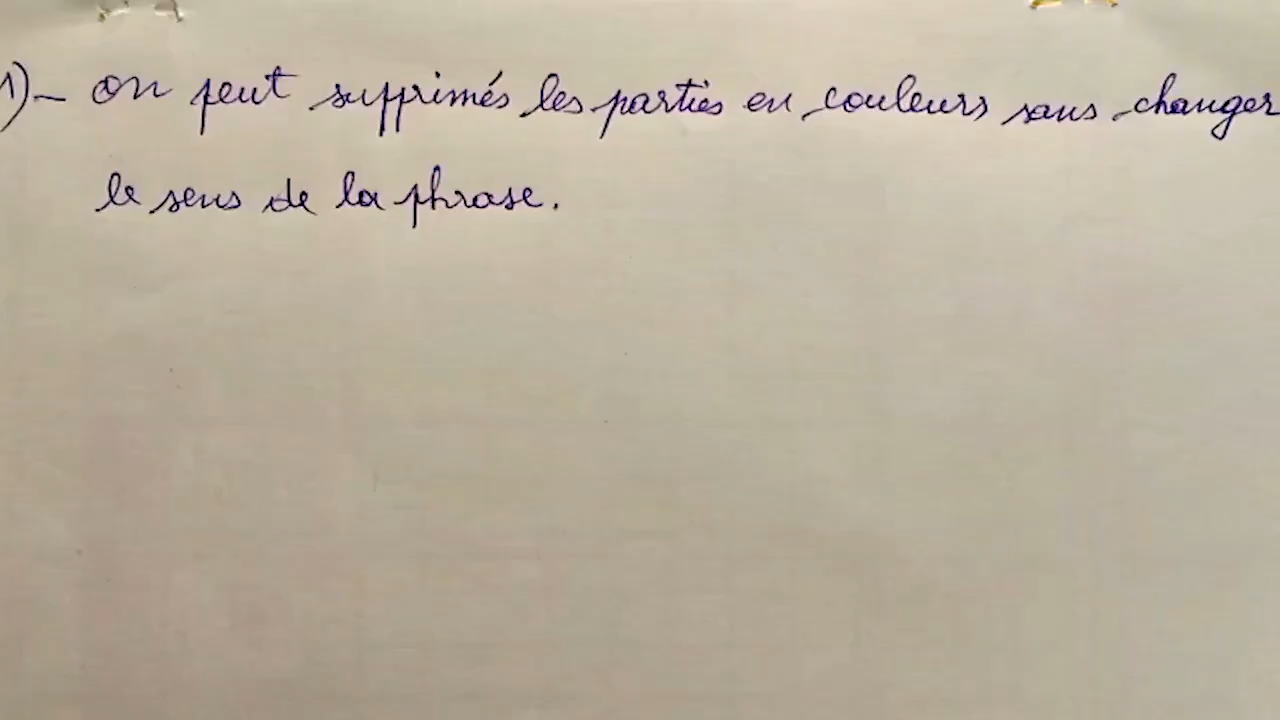 1)- on peut supprimés les parties en couleurs sans changer
le sens de la phrase.